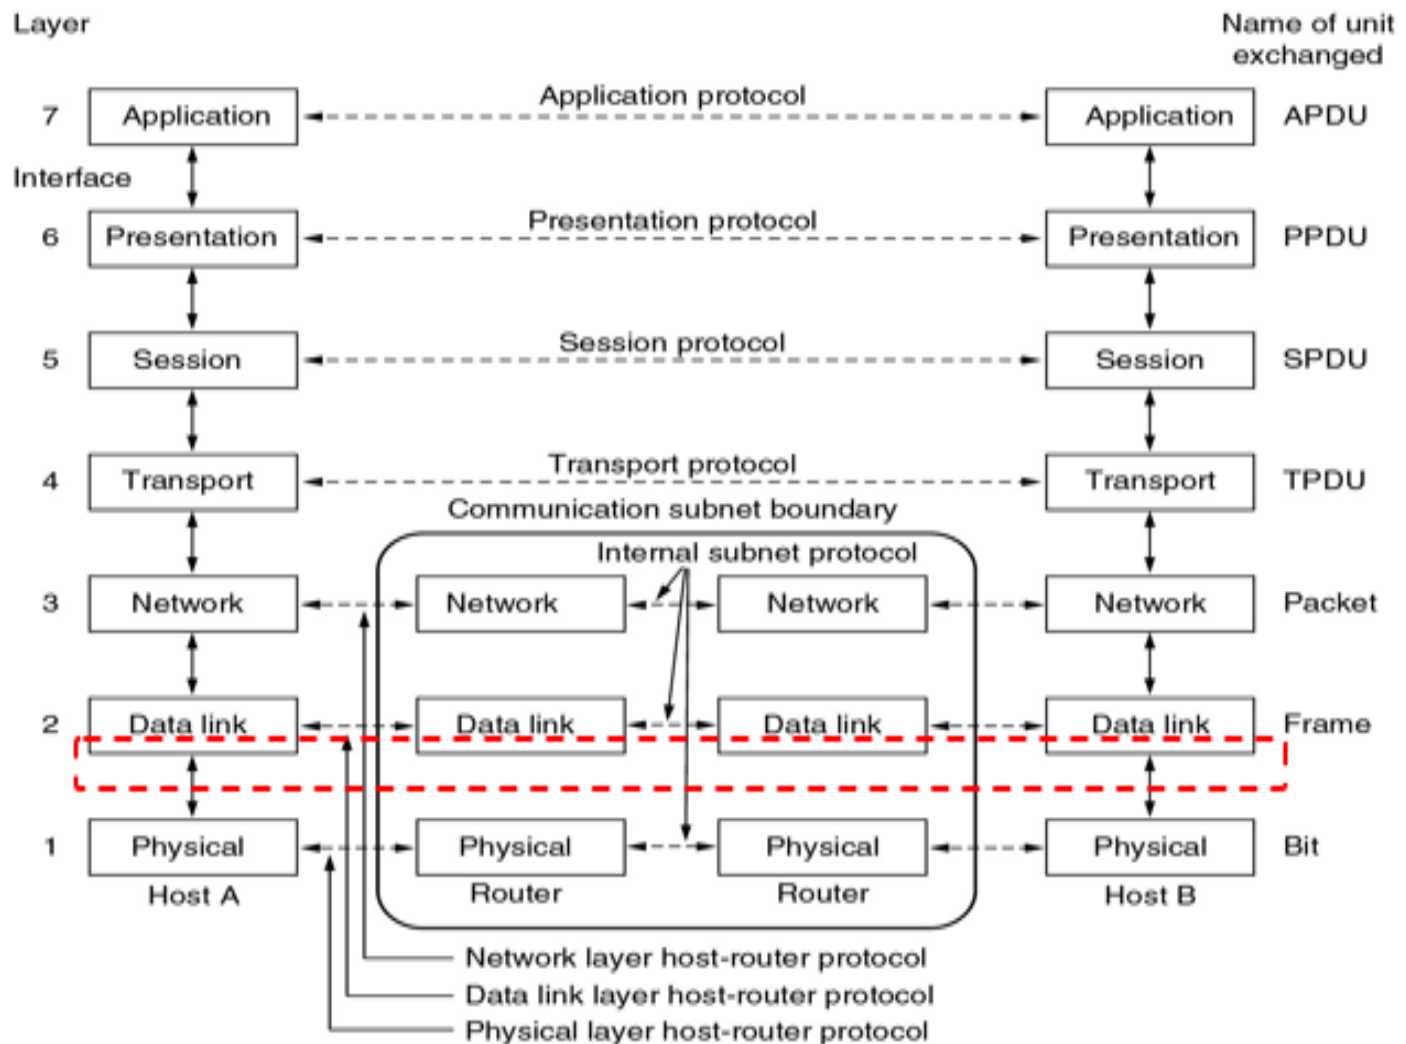 Layer
Name of unit
exchanged
7 Application Application protocol Application APDU
Interface
6 Presentation Presentation protocol Presentation PPDU
5 Session Session protocol Session SPDU
4 Transport Transport protocol Transport TPDU
Communication subnet boundary
Internal subnet protocol
3 Network Network Network Network Packet
2 Data link Data link Data link Data link Frame
1 Physical Physical Physical Physical Bit
Host A Router Router Host B
Network layer host-router protocol
Data link layer host-router protocol
Physical layer host-router protocol